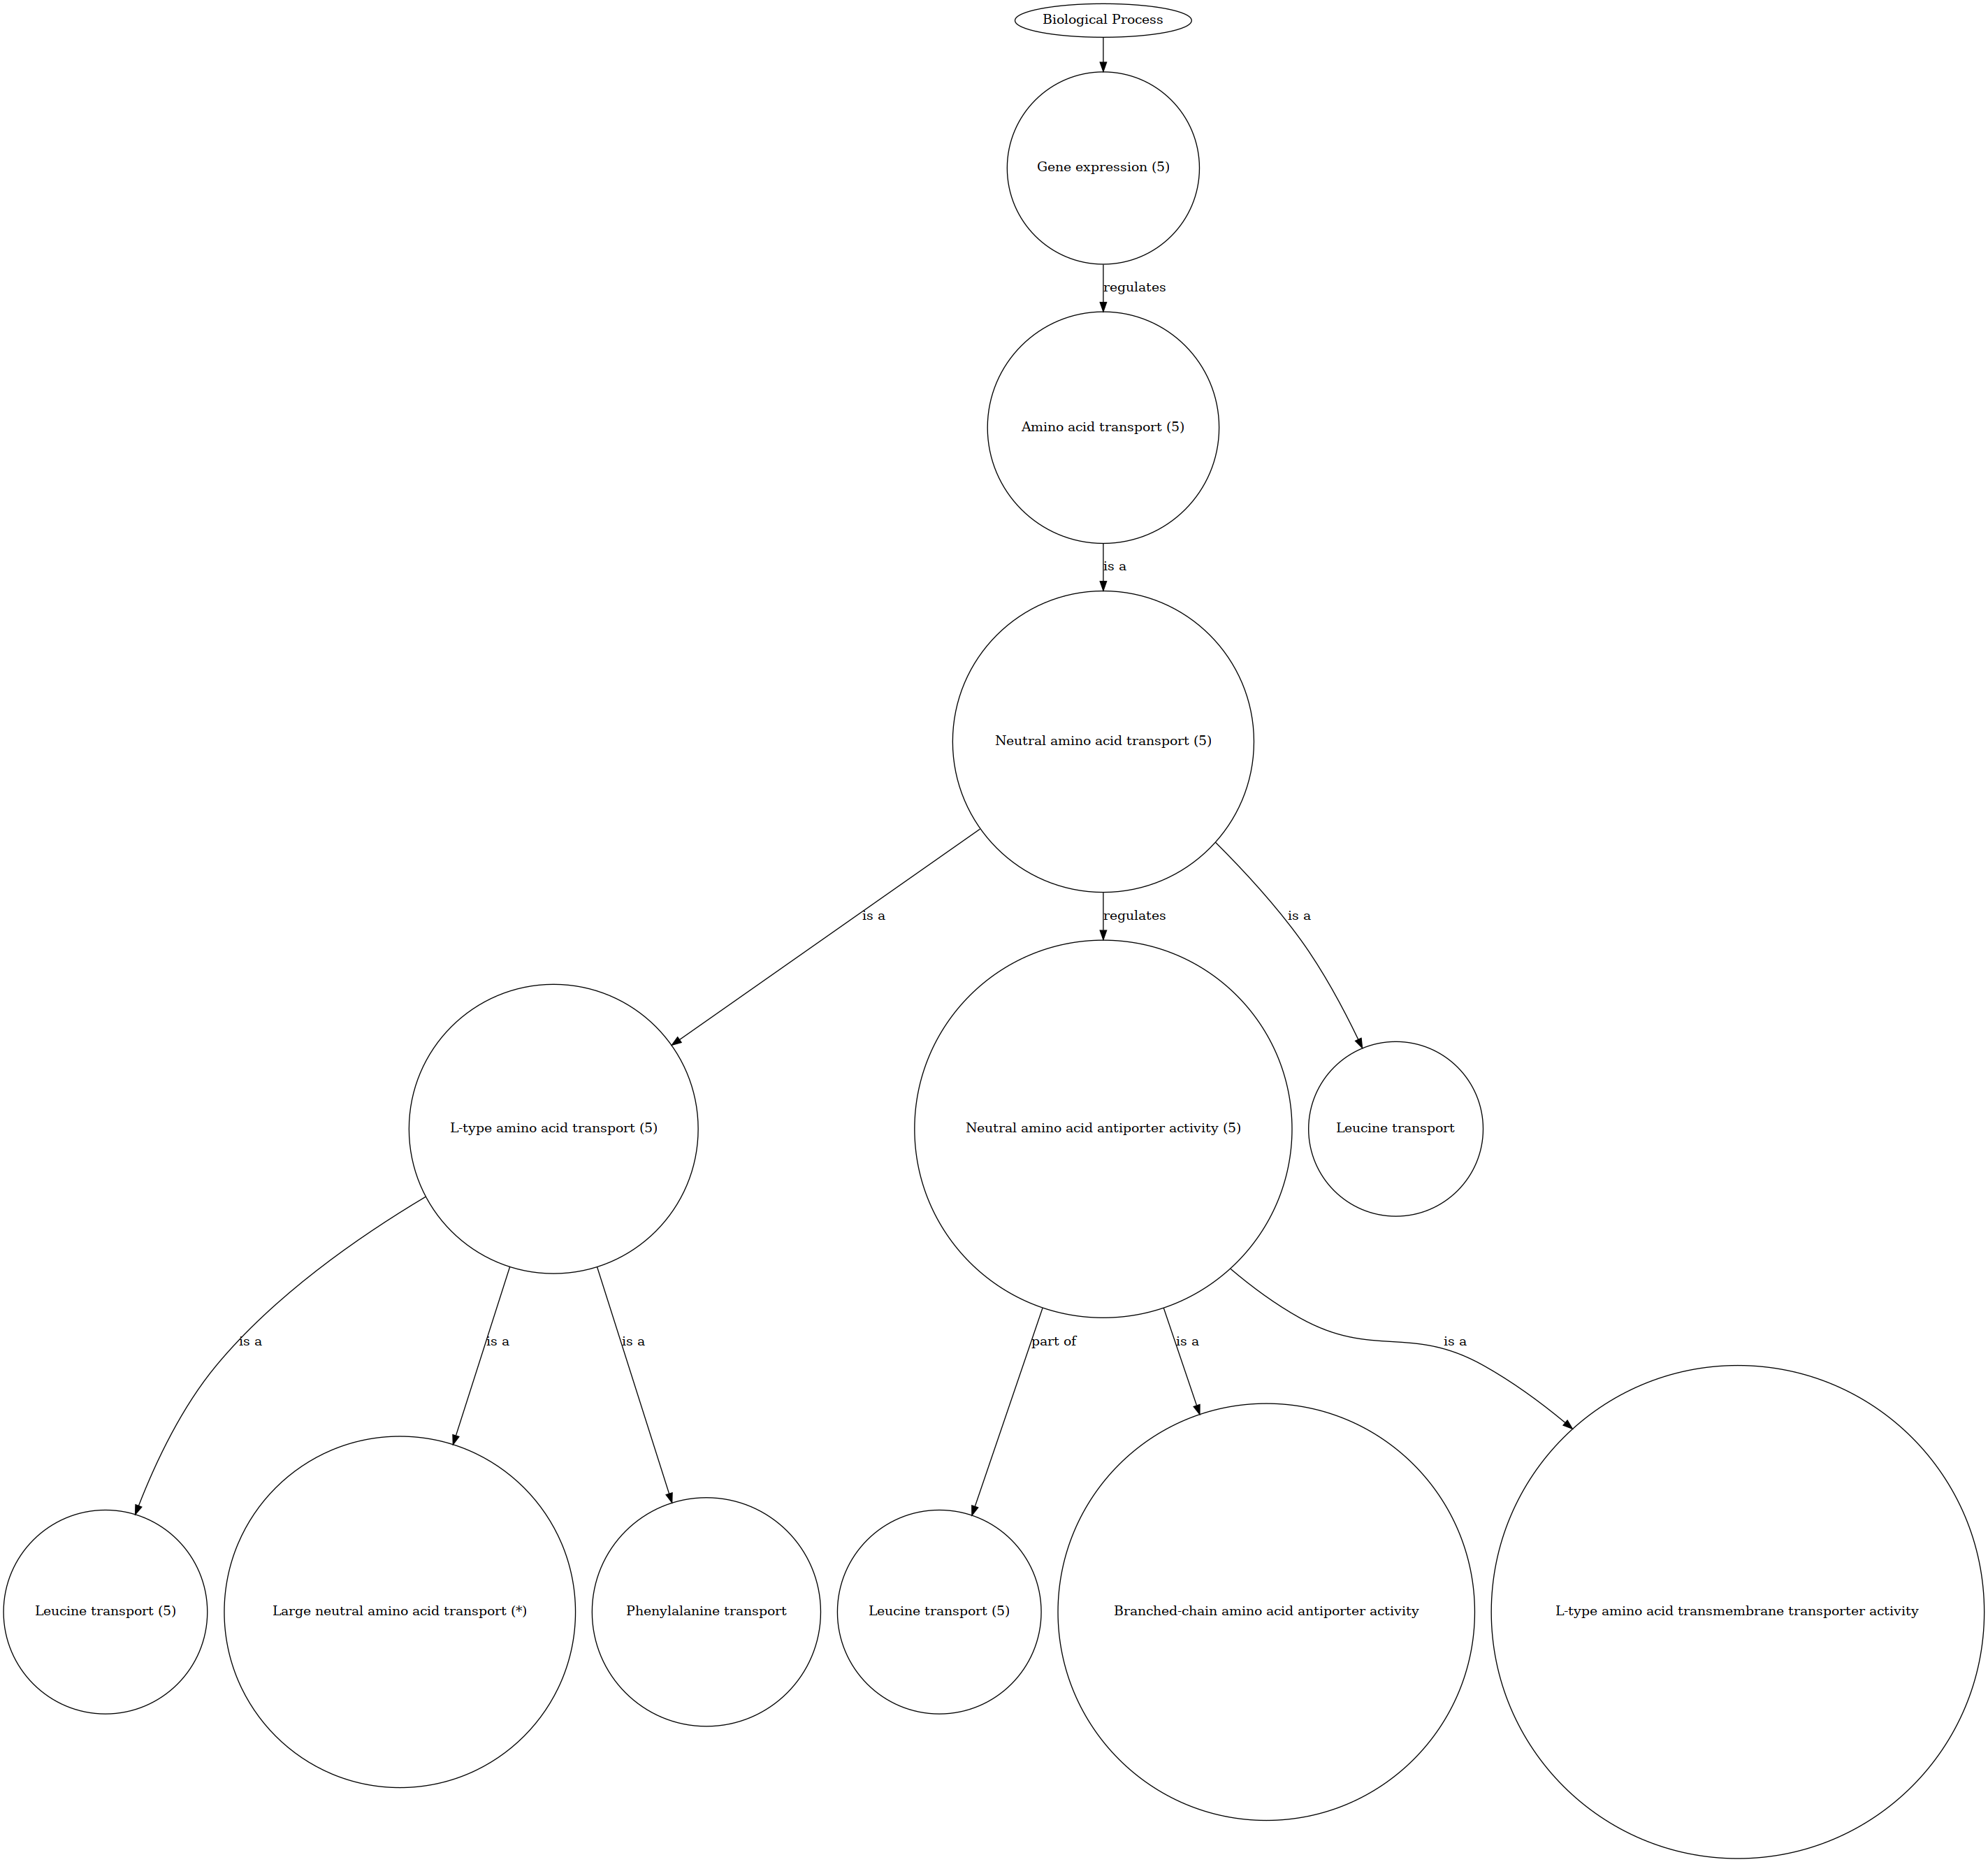 Biological Process
Gene expression (5)
regulates
Amino acid transport (5)
is a
Neutral amino acid transport (5)
is a
regulates
is a
L-type amino acid transport (5)
Neutral amino acid antiporter activity (5)
Leucine transport
is a
is a
is a
part of
is a
is a
Leucine transport (5)
Large neutral amino acid transport (*)
Phenylalanine transport
Leucine transport (5)
Branched-chain amino acid antiporter activity
L-type amino acid transmembrane transporter activity